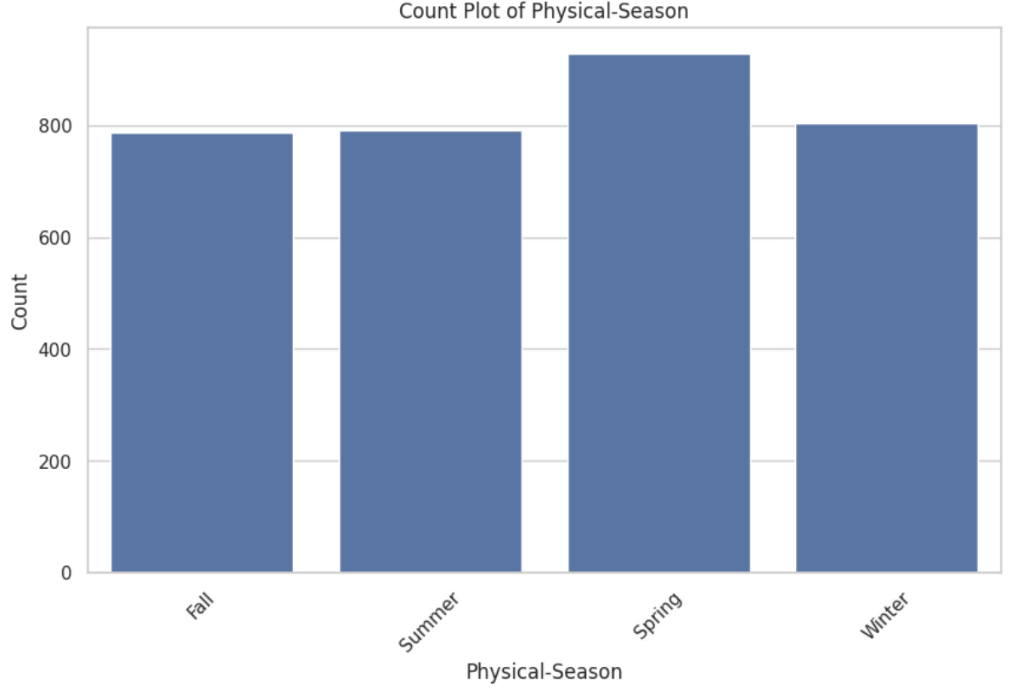 Count Plot of Physical-Season
Count
800
600
400
200
0
Fall
Summer
Spring
Winter
Physical-Season